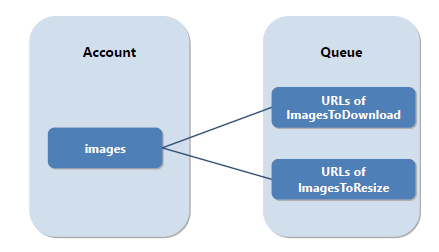 Account
Queue
images
URLs of
ImagesToDownload
URLs of
ImagesToResize